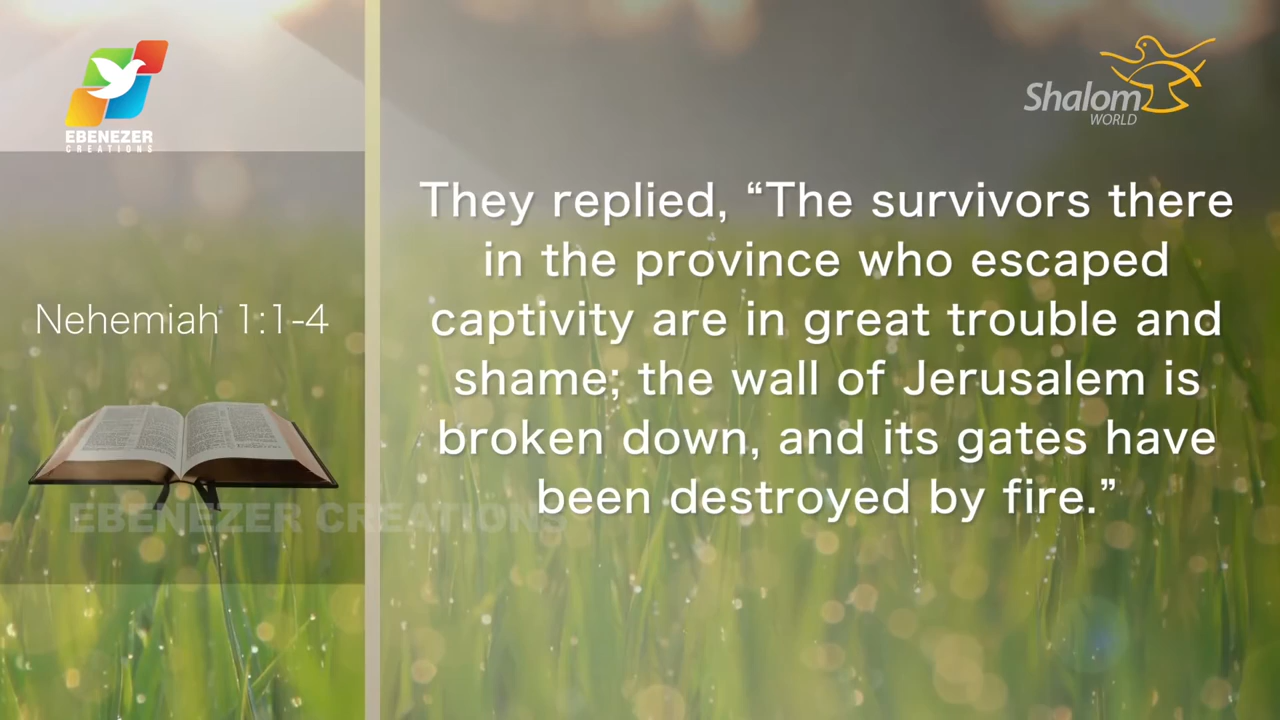 EBENEZER
CREATIONS
Shalom
WORLD
Nehemiah 1:1-4
They replied, “The survivors there
in the province who escaped
captivity are in great trouble and
shame; the wall of Jerusalem is
broken down, and its gates have
been destroyed by fire.”
EBENEZER CREATIONS